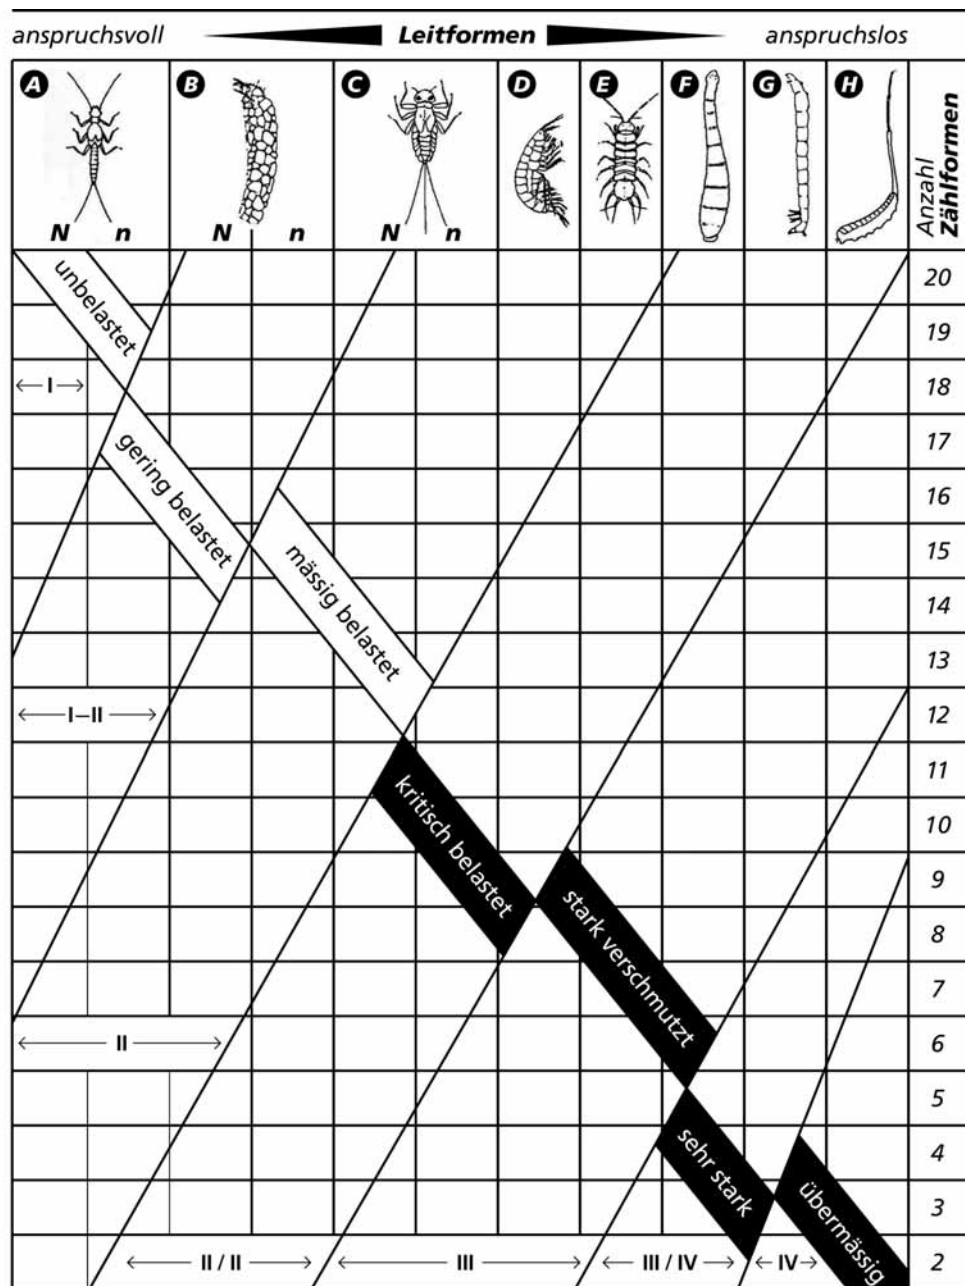 anspruchsvoll Leitformen anspruchslos
A B C D E F G H
N n N n N n
Anzahl
Zählformen
20
unbelastet
19
I 18
gering belastet 17
16
mässig belastet 15
14
13
I–II 12
11
kritisch belastet 10
9
stark verschmutzt 8
7
II 6
5
sehr stark 4
übermässig 3
II / II III III / IV IV 2